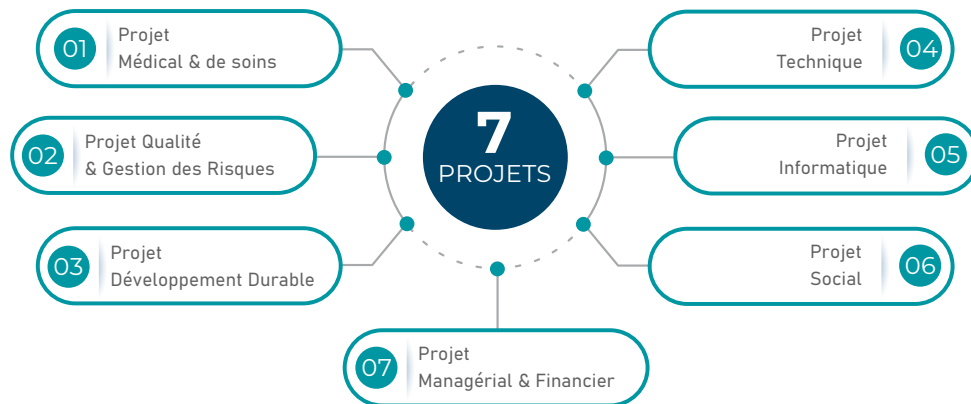 01
Projet
Médical & de soins
02
Projet Qualité
& Gestion des Risques
03
Projet
Développement Durable
7
PROJETS
04
Projet
Technique
05
Projet
Informatique
06
Projet
Social
07
Projet
Managérial & Financier